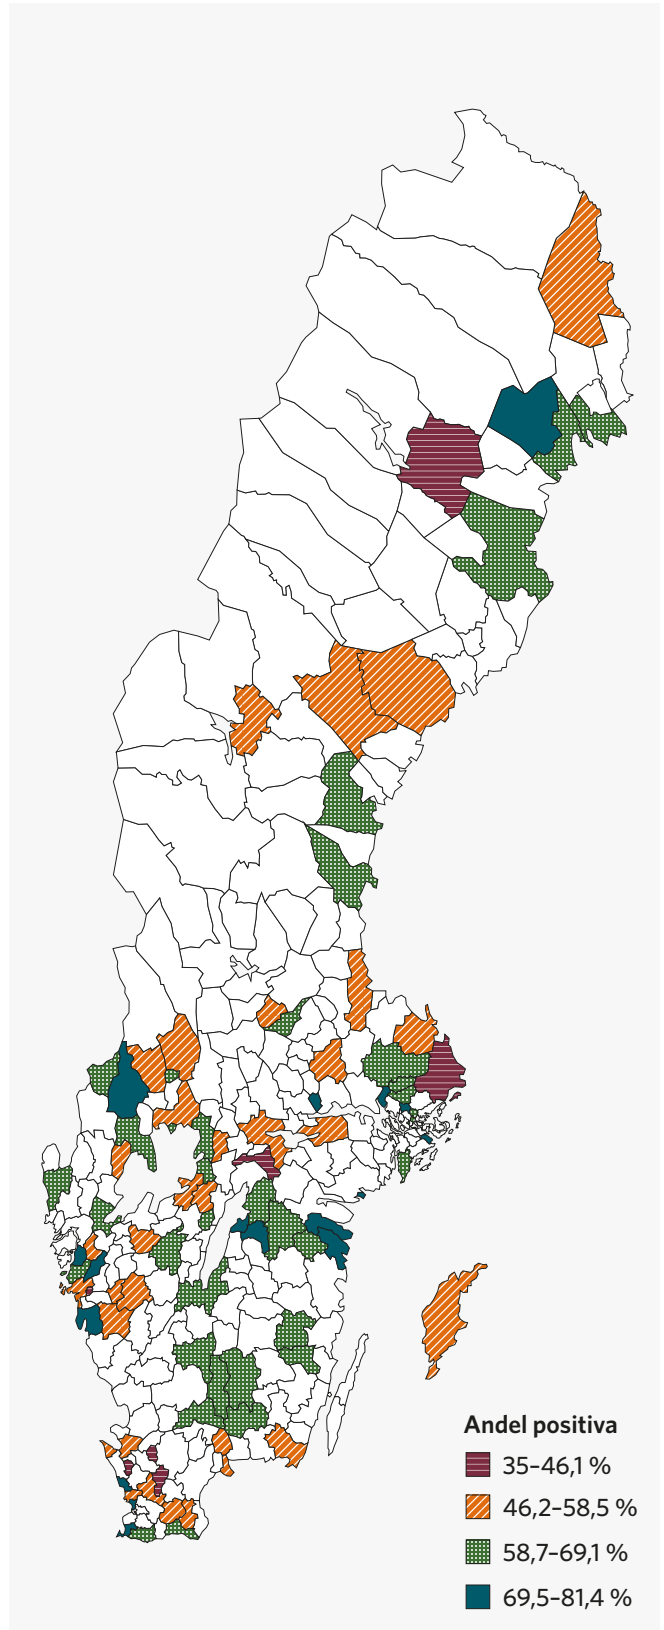 Andel positiva
35–46,1 %
46,2–58,5 %
58,7–69,1 %
69,5–81,4 %